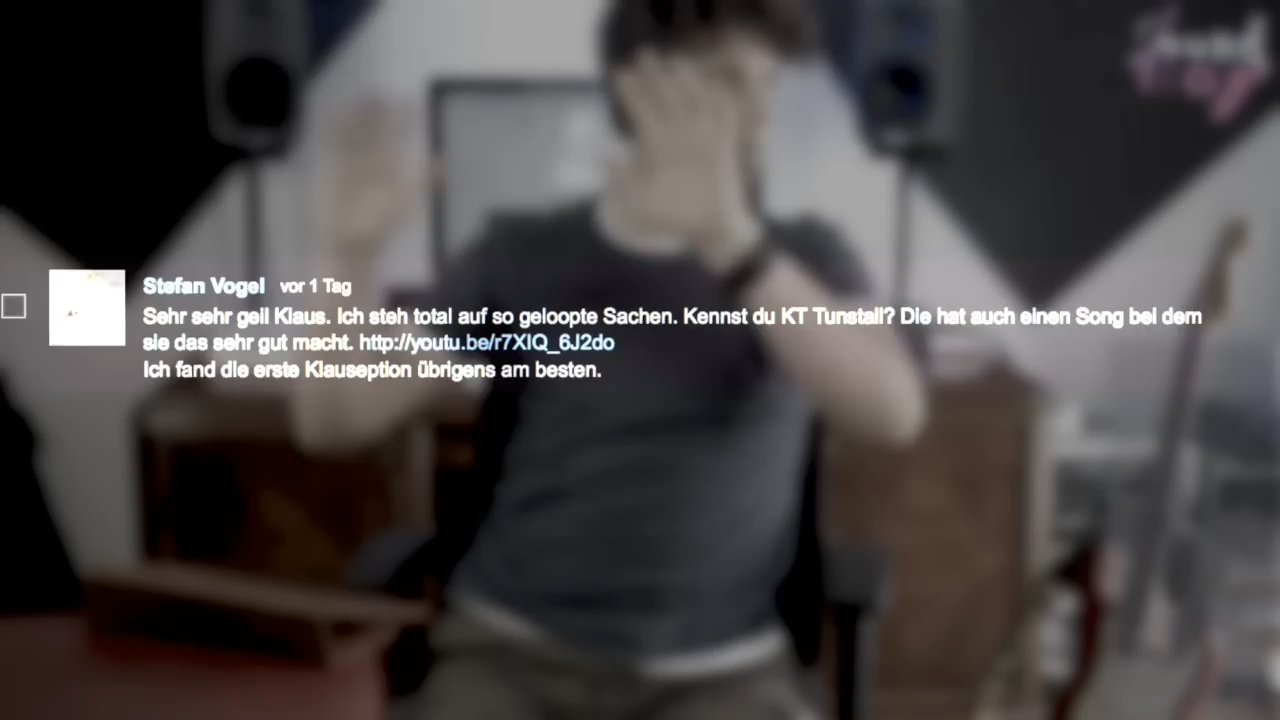 Stefan Vogel vor 1 Tag
Sehr sehr geil Klaus. Ich steh total auf so geloopte Sachen. Kennst du KT Tunstall? Die hat auch einen Song bei dem
sie das sehr gut macht. http://youtu.be/r7XlQ_6J2do
Ich fand die erste Klauseption übrigens am besten.